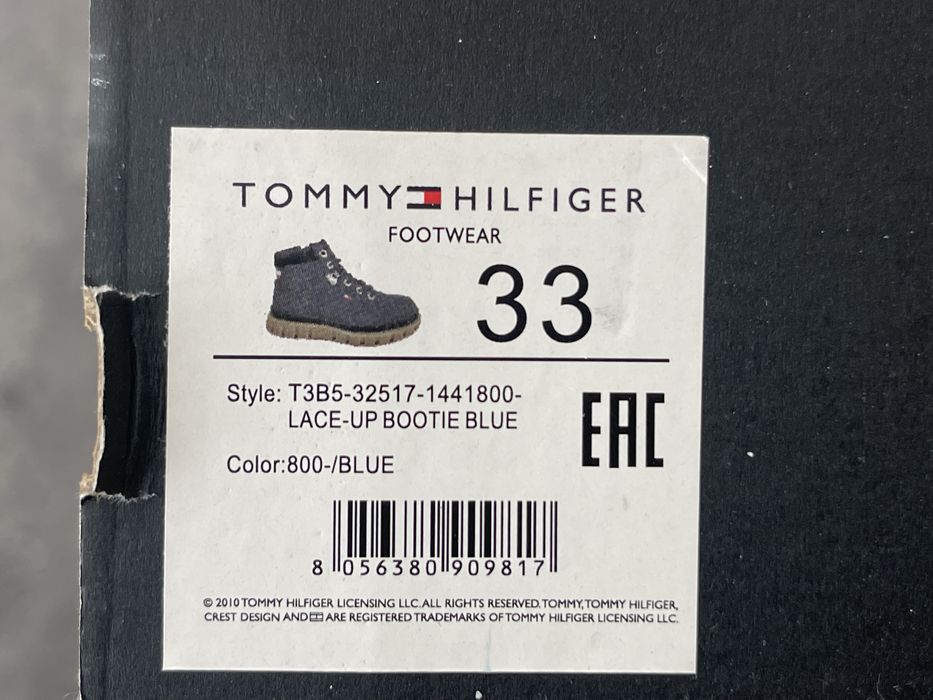 TOMMY HILFIGER
FOOTWEAR
33
Style: T3B5-32517-1441800-
LACE-UP BOOTIE BLUE
EAC
Color:800-/BLUE
8 056380 909817
© 2010 TOMMY HILFIGER LICENSING LLC. ALL RIGHTS RESERVED. TOMMY, TOMMY HILFIGER,
CREST DESIGN AND ARE REGISTERED TRADEMARKS OF TOMMY HILFIGER LICENSING LLC.